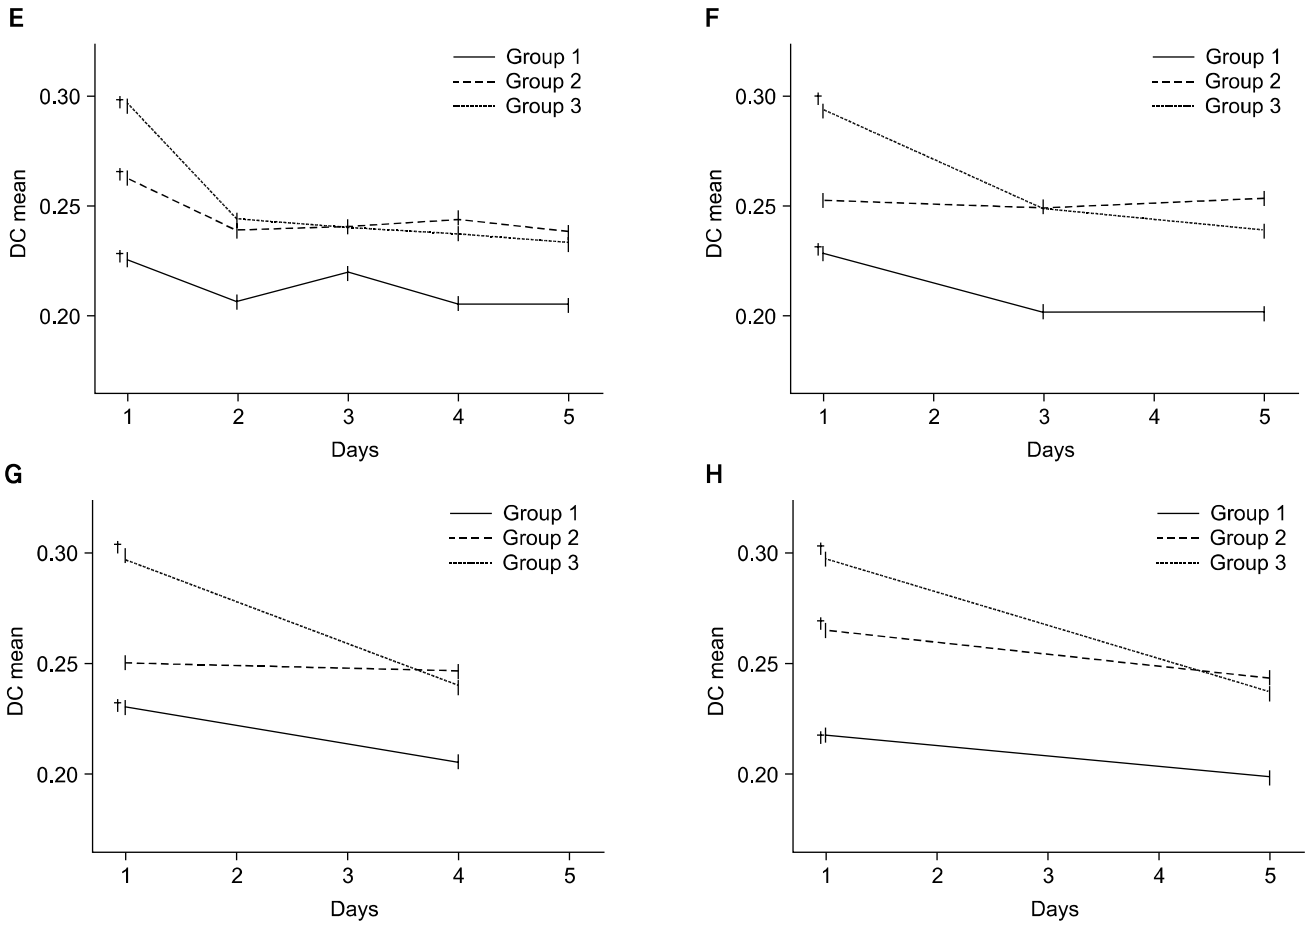 E
Group 1
Group 2
Group 3
†
†
†
0.30
0.25
0.20
DC mean
1 2 3 4 5
Days
F
Group 1
Group 2
Group 3
†
†
0.30
0.25
0.20
DC mean
1 2 3 4 5
Days
G
Group 1
Group 2
Group 3
†
†
0.30
0.25
0.20
DC mean
1 2 3 4 5
Days
H
Group 1
Group 2
Group 3
†
†
†
0.30
0.25
0.20
DC mean
1 2 3 4 5
Days